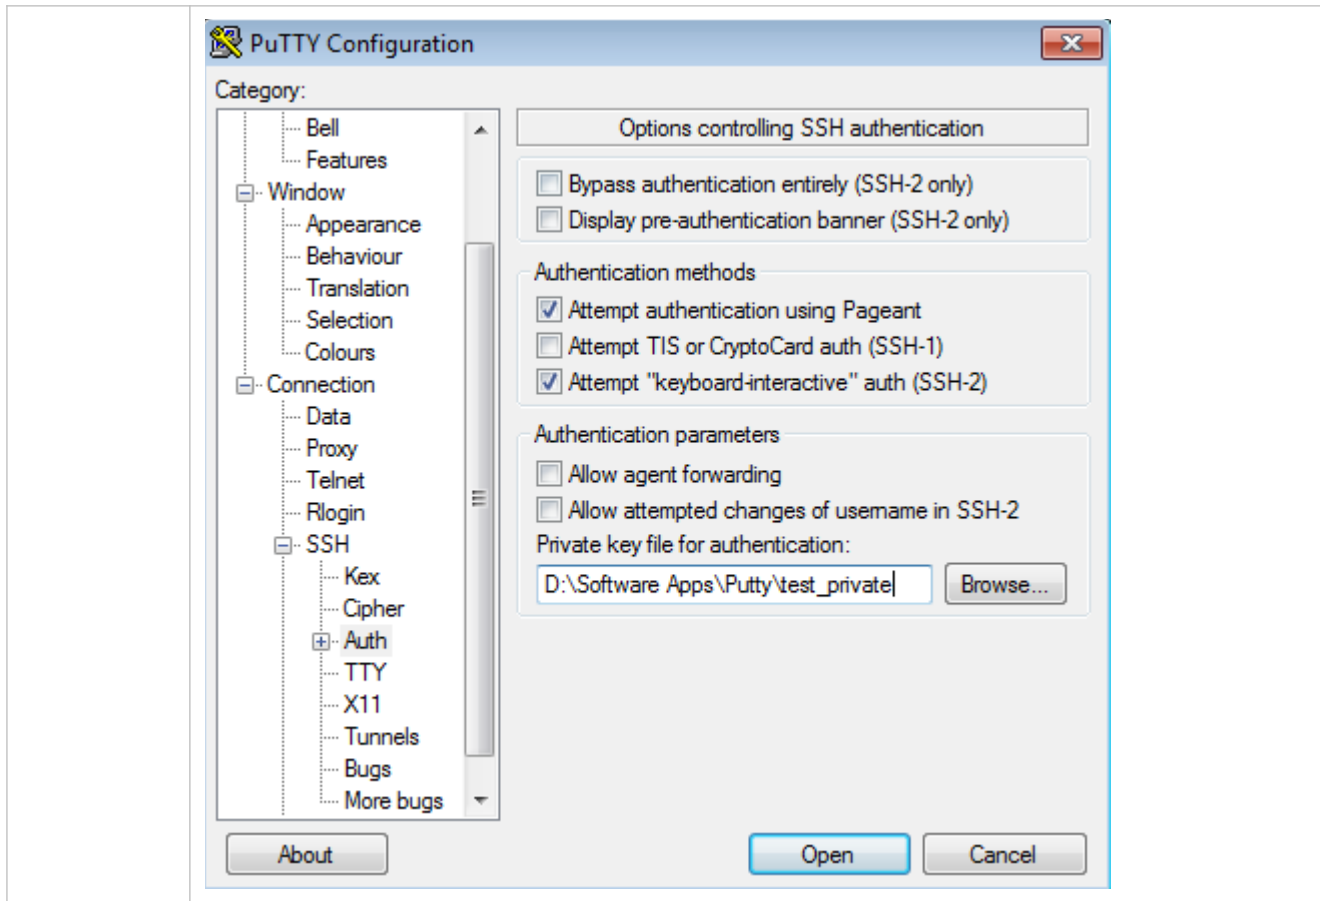 PuTTY Configuration
Category:
Bell
Features
Window
Appearance
Behaviour
Translation
Selection
Colours
Connection
Data
Proxy
Telnet
Rlogin
SSH
Kex
Cipher
Auth
TTY
X11
Tunnels
Bugs
More bugs
Options controlling SSH authentication
Bypass authentication entirely (SSH-2 only)
Display pre-authentication banner (SSH-2 only)
Authentication methods
Attempt authentication using Pageant
Attempt TIS or CryptoCard auth (SSH-1)
Attempt "keyboard-interactive" auth (SSH-2)
Authentication parameters
Allow agent forwarding
Allow attempted changes of username in SSH-2
Private key file for authentication:
D:\Software Apps\Putty\test_private
Browse...
About
Open
Cancel